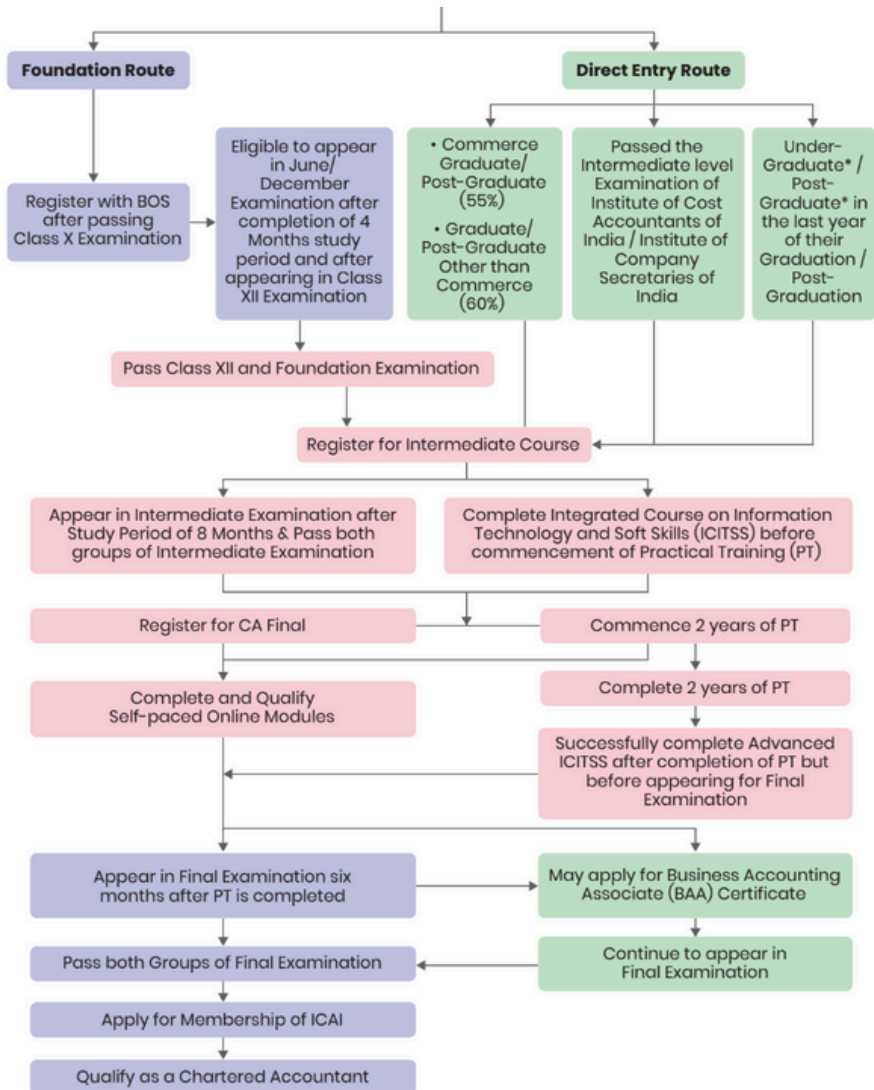 Foundation Route
Direct Entry Route
Register with BOS
after passing
Class X Examination
Eligible to appear
in June/
December
Examination after
completion of 4
Months study
period and after
appearing in Class
XII Examination
• Commerce
Graduate/
Post-Graduate
(55%)
• Graduate/
Post-Graduate
Other than
Commerce
(60%)
Passed the
Intermediate level
Examination of
Institute of Cost
Accountants of
India / Institute of
Company
Secretaries of
India
Under-
Graduate* /
Post-
Graduate* in
the last year
of their
Graduation /
Post-
Graduation
Pass Class XII and Foundation Examination
Register for Intermediate Course
Appear in Intermediate Examination after
Study Period of 8 Months & Pass both
groups of Intermediate Examination
Complete Integrated Course on Information
Technology and Soft Skills (ICITSS) before
commencement of Practical Training (PT)
Register for CA Final
Commence 2 years of PT
Complete and Qualify
Self-paced Online Modules
Complete 2 years of PT
Successfully complete Advanced
ICITSS after completion of PT but
before appearing for Final
Examination
Appear in Final Examination six
months after PT is completed
May apply for Business Accounting
Associate (BAA) Certificate
Pass both Groups of Final Examination
Continue to appear in
Final Examination
Apply for Membership of ICAI
Qualify as a Chartered Accountant